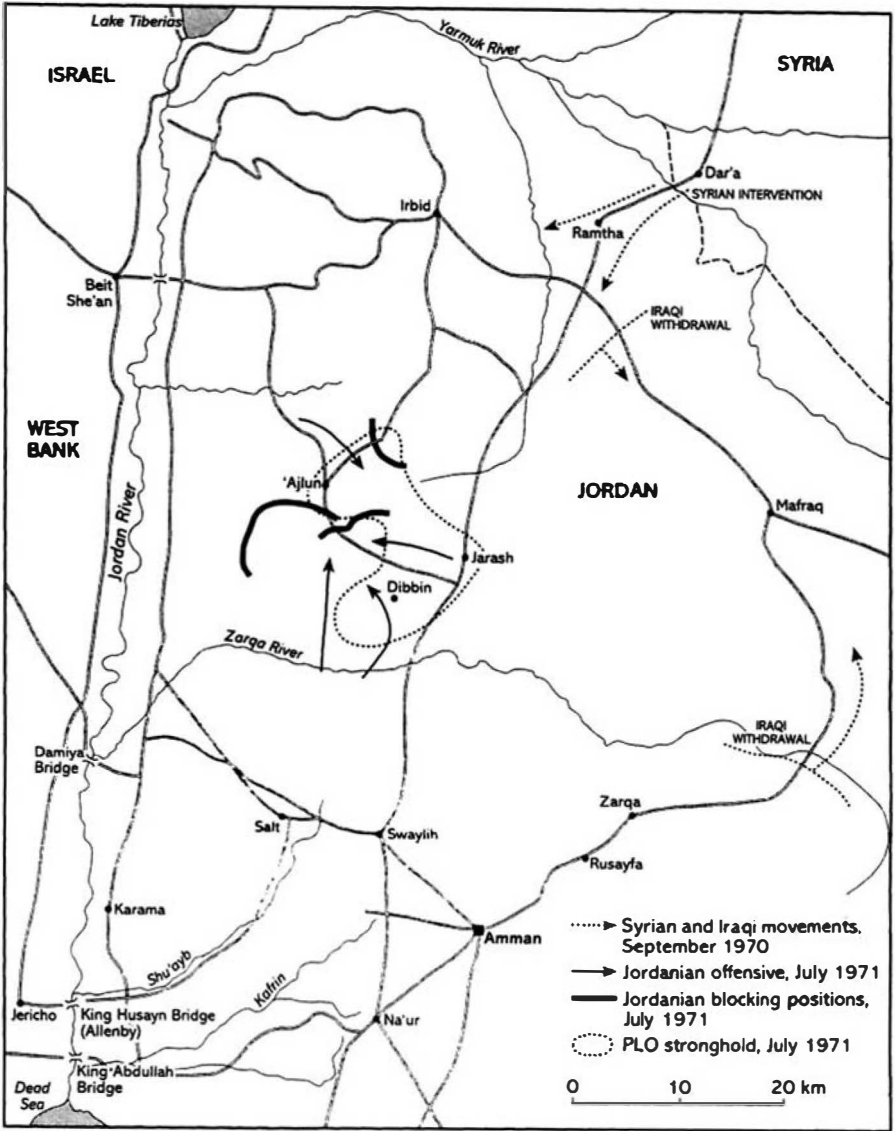 Lake Tiberias
ISRAEL
Yarmuk River
SYRIA
Dar'a
SYRIAN INTERVENTION
Irbid
Ramtha
Beit
She'an
IRAQI
WITHDRAWAL
WEST
BANK
'Ajlun
JORDAN
Mafraq
Jordan River
Jarash
Dibbin
Zarqa River
IRAQI
WITHDRAWAL
Damiya
Bridge
Zarqa
Salt
Swaylih
Rusayfa
Karama
Amman
Shu'ayb
Kafrin
Jericho
King Husayn Bridge
(Allenby)
Na'ur
King Abdullah
Bridge
Dead
Sea
Syrian and Iraqi movements,
September 1970
Jordanian offensive, July 1971
Jordanian blocking positions,
July 1971
PLO stronghold, July 1971
0 10 20 km